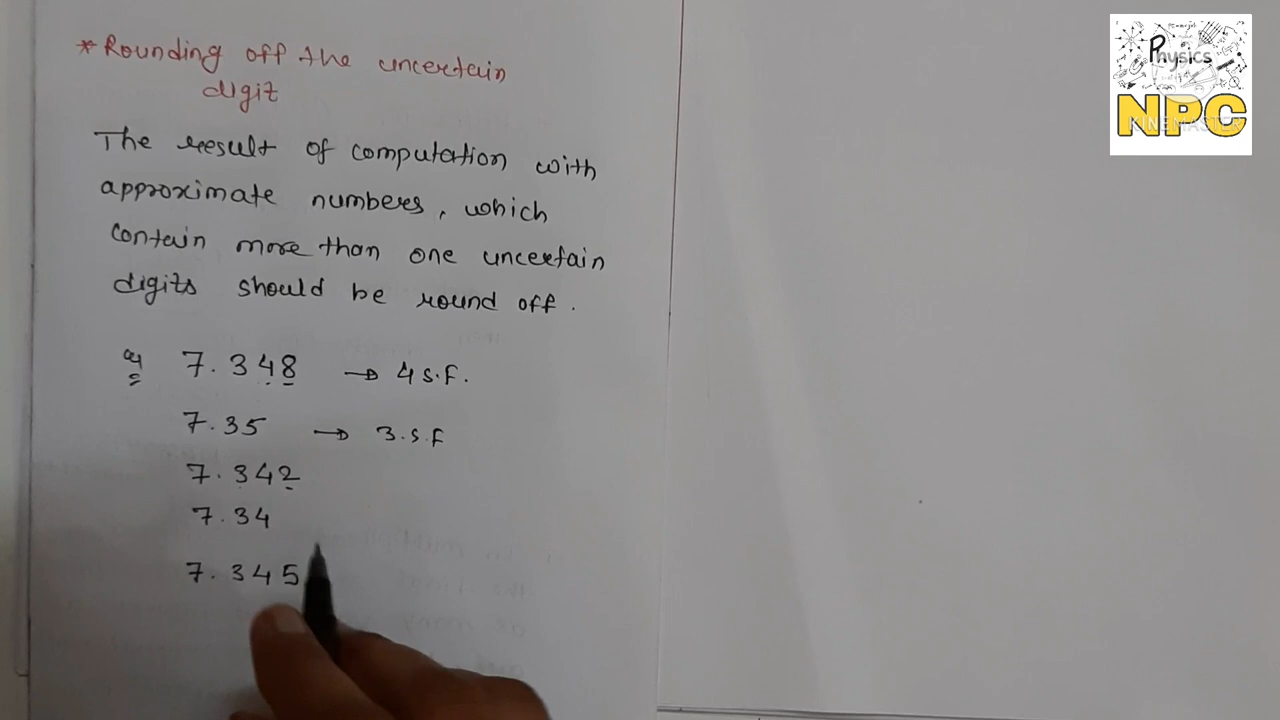 * Rounding off the uncertain
digit
The result of computation with
approximate numbers, which
contain more than one uncertain
digits should be round off.
eg 7.348 → 4 S.F.
7.35 → 3.S.F
7.342
7.34
7.345
Physics
NPC
KINEMASTER